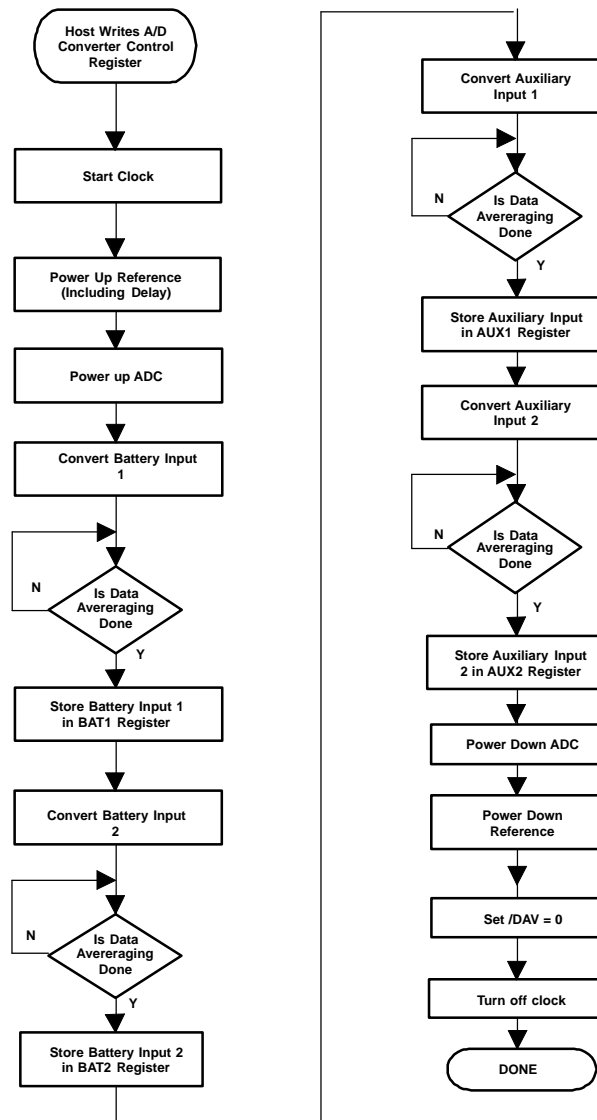 Host Writes A/D
Converter Control
Register
Start Clock
Power Up Reference
(Including Delay)
Power up ADC
Convert Battery Input
1
Is Data
Avereraging
Done
N
Y
Store Battery Input 1
in BAT1 Register
Convert Battery Input
2
Is Data
Avereraging
Done
N
Y
Store Battery Input 2
in BAT2 Register
Convert Auxiliary
Input 1
Is Data
Avereraging
Done
N
Y
Store Auxiliary Input
in AUX1 Register
Convert Auxiliary
Input 2
Is Data
Avereraging
Done
N
Y
Store Auxiliary Input
2 in AUX2 Register
Power Down ADC
Power Down
Reference
Set /DAV = 0
Turn off clock
DONE